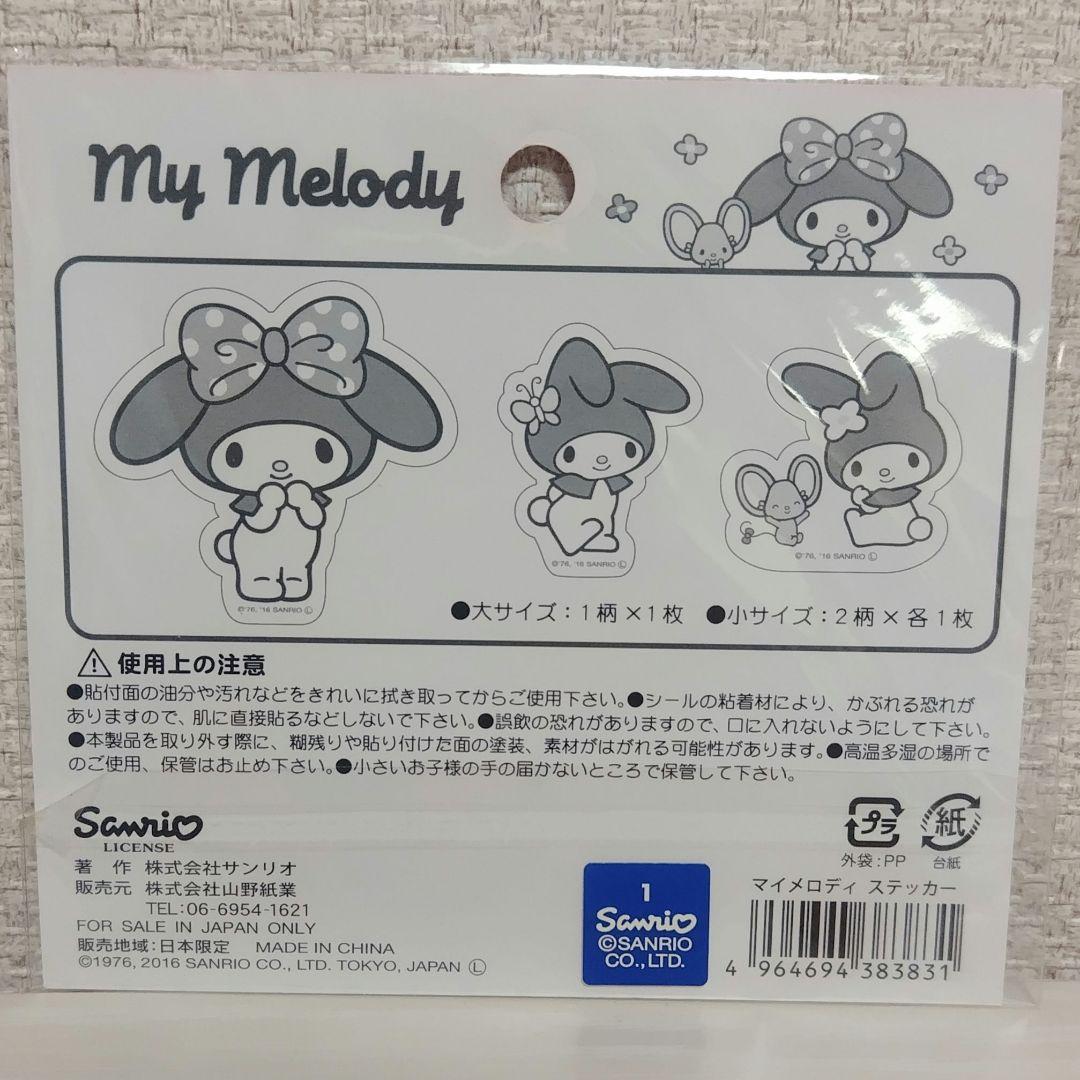 My Melody
©'76, '16 SANRIO Ⓛ
©'76, '16 SANRIO Ⓛ
©'76, '16 SANRIO Ⓛ
●大サイズ：1柄×1枚 ●小サイズ：2柄×各1枚
⚠使用上の注意
●貼付面の油分や汚れなどをきれいに拭き取ってからご使用下さい。●シールの粘着材により、かぶれる恐れが
ありますので、肌に直接貼るなどしないで下さい。●誤飲の恐れがありますので、口に入れないようにして下さい。
●本製品を取り外す際に、糊残りや貼り付けた面の塗装、素材がはがれる可能性があります。●高温多湿の場所で
のご使用、保管はお止め下さい。●小さいお子様の手の届かないところで保管して下さい。
Sanrio
LICENSE
著 作 株式会社サンリオ
販売元 株式会社山野紙業
TEL:06-6954-1621
FOR SALE IN JAPAN ONLY
販売地域：日本限定 MADE IN CHINA
©1976, 2016 SANRIO CO., LTD. TOKYO, JAPAN Ⓛ
1
Sanrio
©SANRIO
CO., LTD.
プラ
外袋：PP
紙
台紙
マイメロディ ステッカー
4 964694 383831